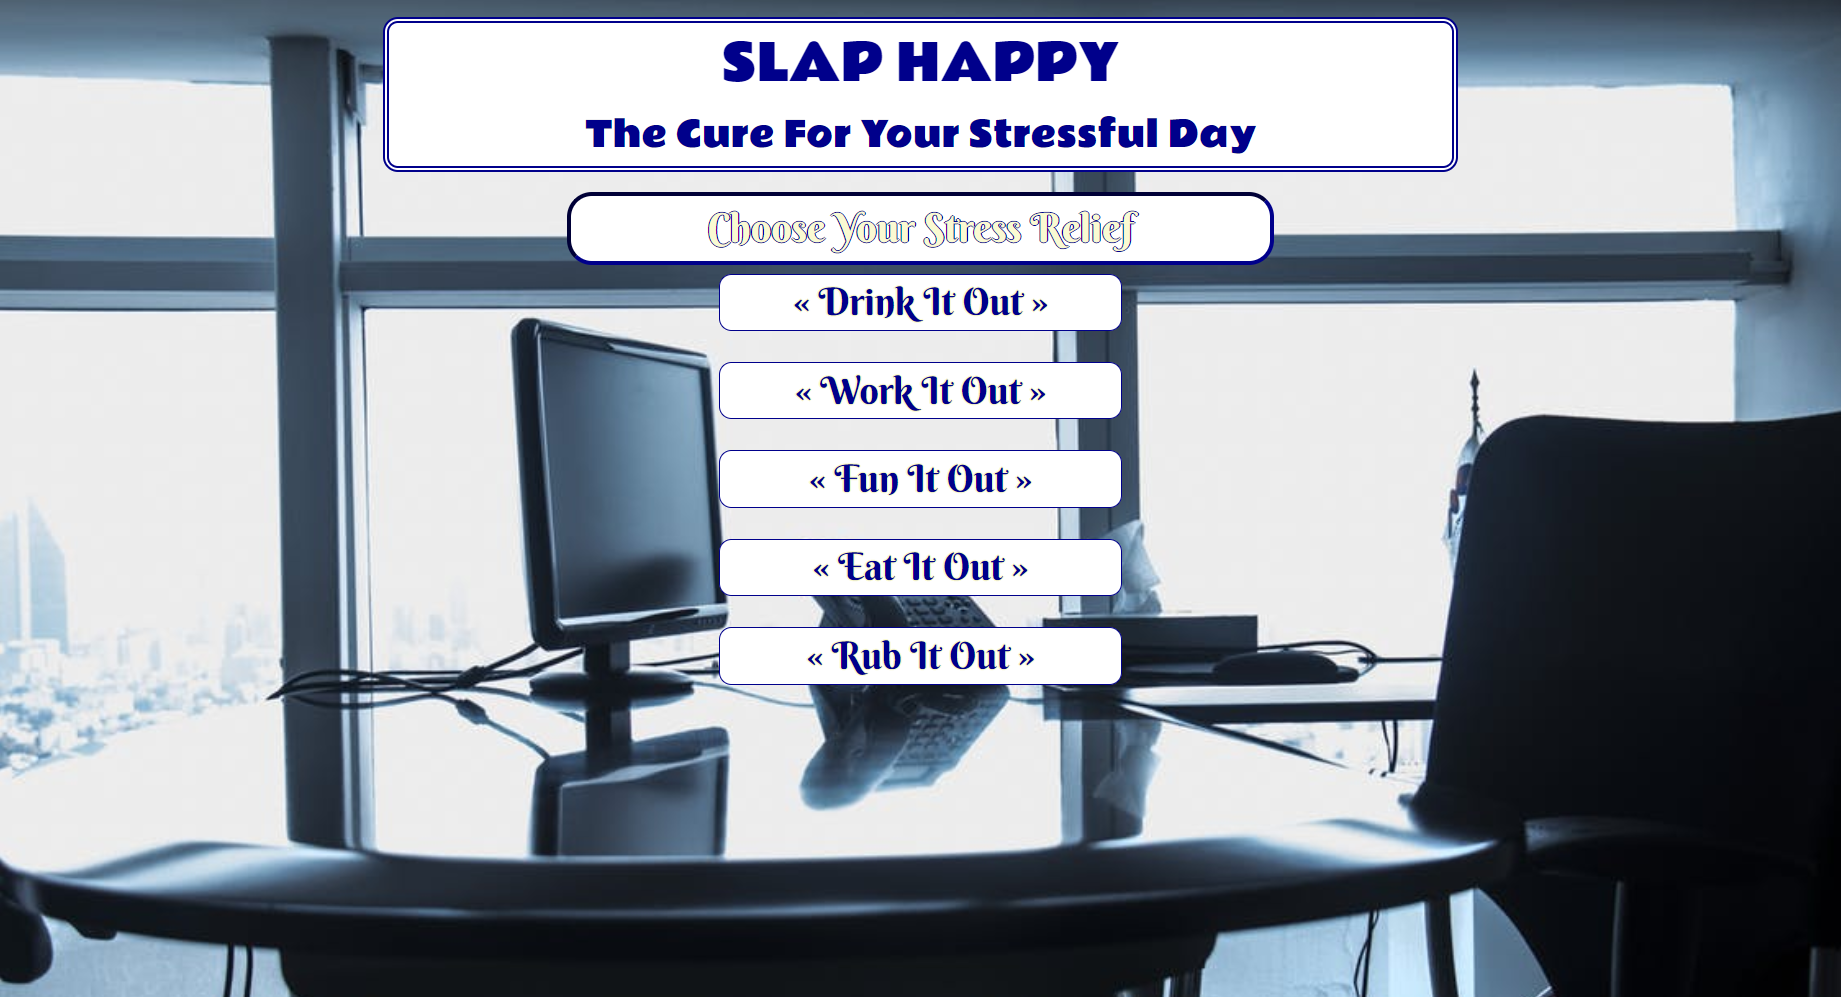 SLAP HAPPY
The Cure For Your Stressful Day
Choose Your Stress Relief
« Drink It Out »
« Work It Out »
« Fun It Out »
« Eat It Out »
« Rub It Out »